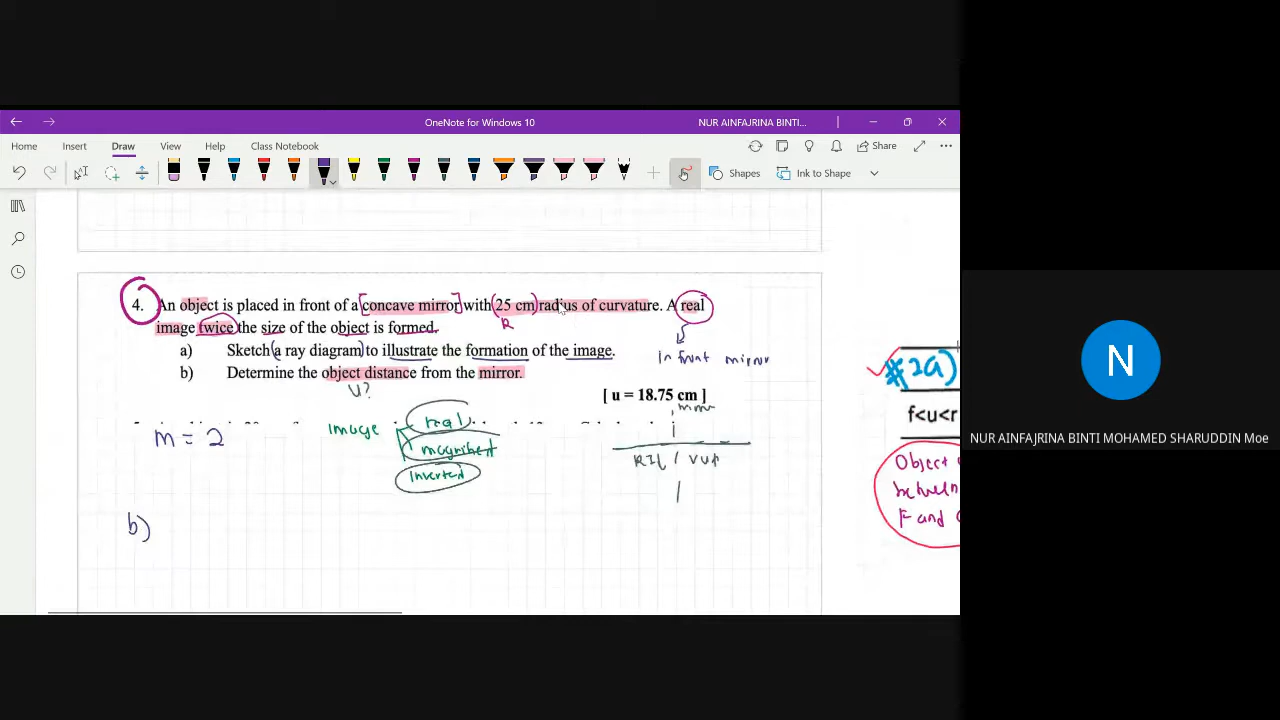 OneNote for Windows 10
NUR AINFAJRINA BINTI...
Home Insert Draw View Help Class Notebook
Share
Shapes
Ink to Shape
4. An object is placed in front of a [concave mirror] with (25 cm) radius of curvature. A real
R
image twice the size of the object is formed.
a) Sketch (a ray diagram) to illustrate the formation of the image.
In front mirror
b) Determine the object distance from the mirror.
u?
[ u = 18.75 cm ]
m = 2
image
real
magnified
inverted
RIL
VUP
b)
#2a)
f<u<r
Object
between
F and
N
NUR AINFAJRINA BINTI MOHAMED SHARUDDIN Moe